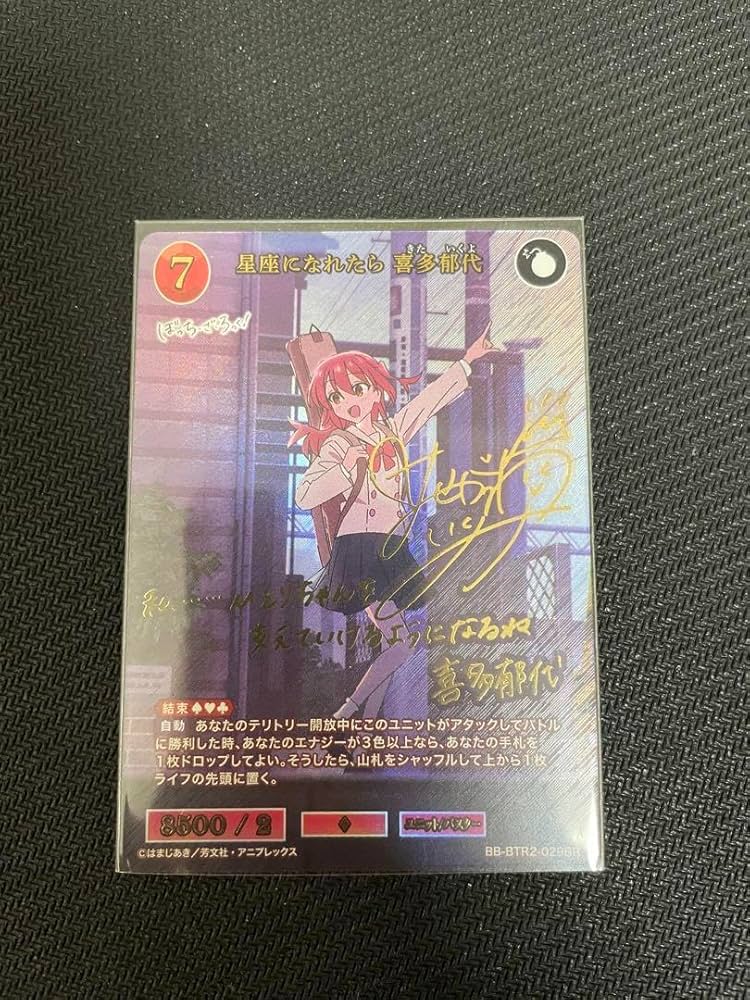 7
星座になれたら 喜多郁代
きた いくよ
ぼっち・ざ・ろっく!
私……ひとりちゃんを
支えていけるようになるね
喜多郁代
結束♠♥♣
自動 あなたのテリトリー開放中にこのユニットがアタックしてバトル
に勝利した時、あなたのエナジーが3色以上なら、あなたの手札を
1枚ドロップしてよい。そうしたら、山札をシャッフルして上から1枚
ライフの先頭に置く。
8500 / 2
♦
ユニット/バスター
©はまじあき/芳文社・アニプレックス
BB-BTR2-029BR